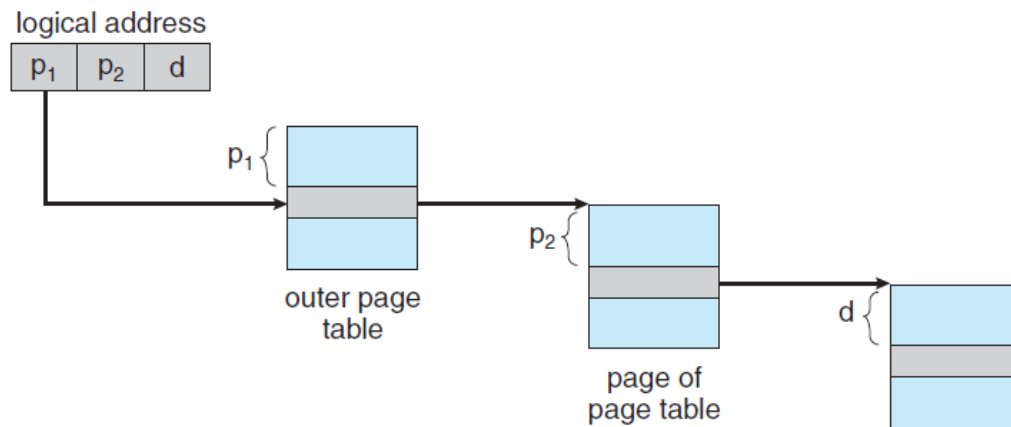 logical address
p₁ p₂ d
p₁
outer page
table
p₂
page of
page table
d